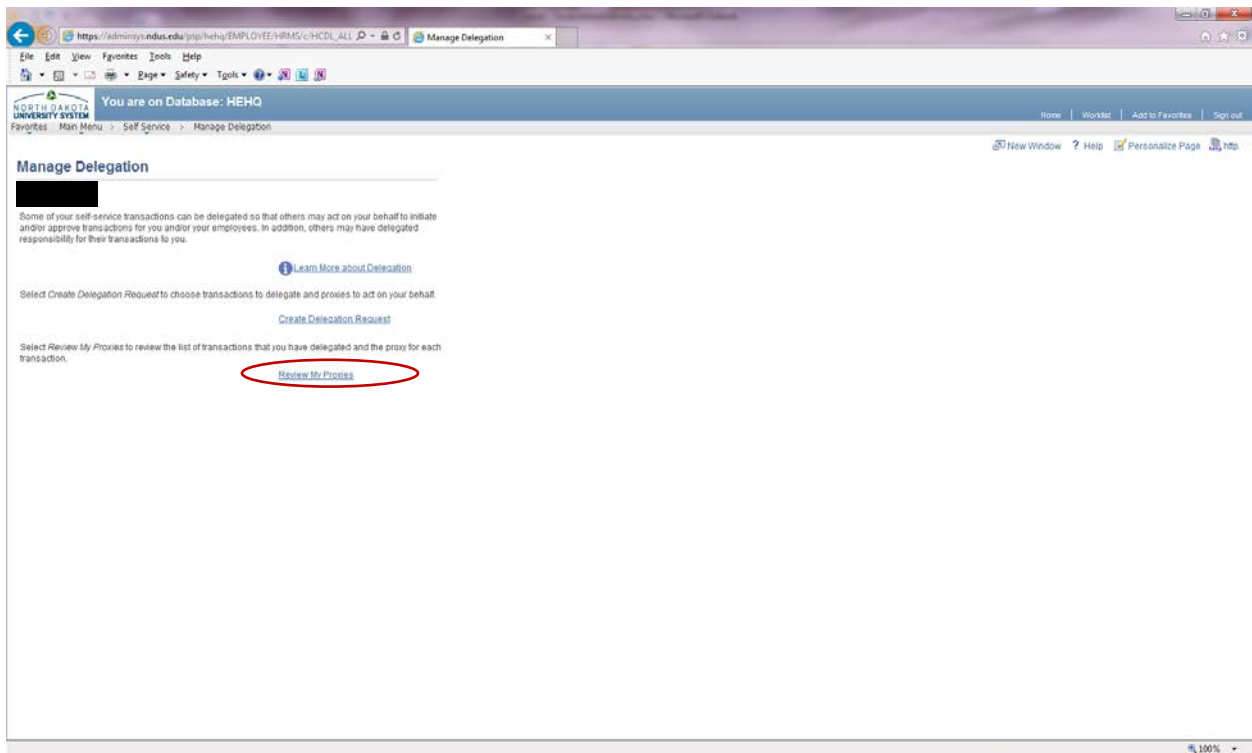 https://adminsys.ndus.edu/psp/hehq/EMPLOYEE/HRMS/c/HCDL_ALL
Manage Delegation
File Edit View Favorites Tools Help
Page Safety Tools
NORTH DAKOTA
UNIVERSITY SYSTEM
You are on Database: HEHQ
Home | Worklist | Add to Favorites | Sign out
Favorites Main Menu > Self Service > Manage Delegation
New Window ? Help Personalize Page http
Manage Delegation
Some of your self-service transactions can be delegated so that others may act on your behalf to initiate
and/or approve transactions for you and/or your employees. In addition, others may have delegated
responsibility for their transactions to you.
Learn More about Delegation
Select Create Delegation Request to choose transactions to delegate and proxies to act on your behalf.
Create Delegation Request
Select Review My Proxies to review the list of transactions that you have delegated and the proxy for each
transaction.
Review My Proxies
100%